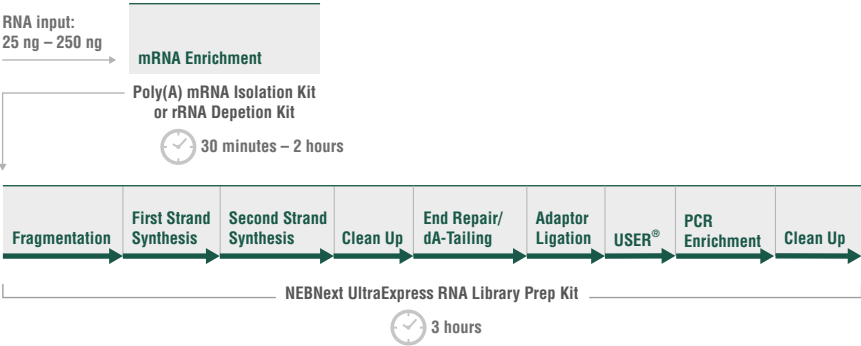 RNA input:
25 ng – 250 ng
mRNA Enrichment
Poly(A) mRNA Isolation Kit
or rRNA Depetion Kit
30 minutes – 2 hours
Fragmentation
First Strand
Synthesis
Second Strand
Synthesis
Clean Up
End Repair/
dA-Tailing
Adaptor
Ligation
USER®
PCR
Enrichment
Clean Up
NEBNext UltraExpress RNA Library Prep Kit
3 hours